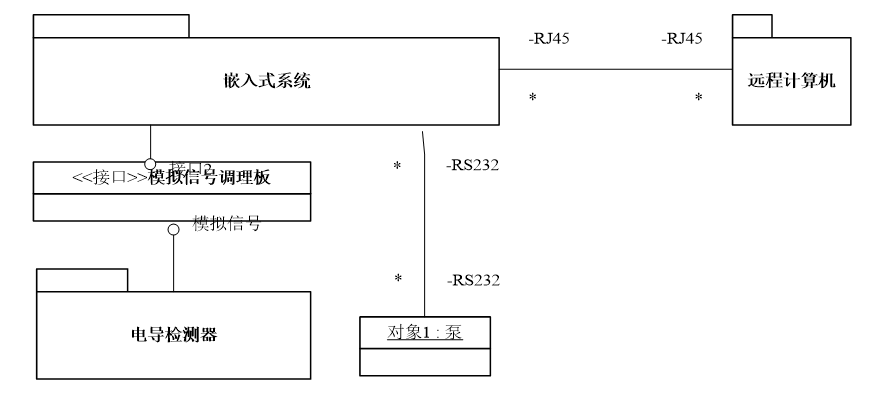 -RJ45
-RJ45
嵌入式系统
远程计算机
*
*
接口2
<<接口>>模拟信号调理板
*
-RS232
模拟信号
*
-RS232
电导检测器
对象1 : 泵